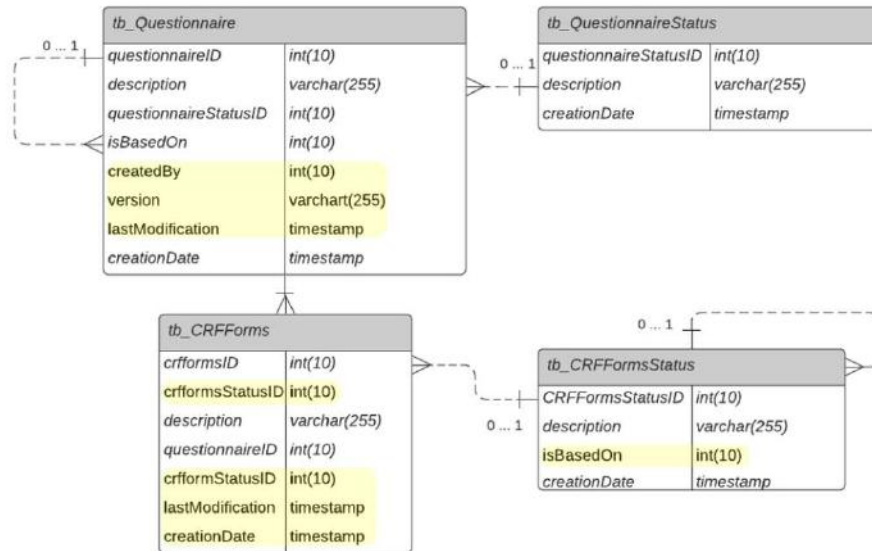 tb_Questionnaire
0 ... 1
questionnaireID int(10)
description varchar(255)
questionnaireStatusID int(10)
isBasedOn int(10)
createdBy int(10)
version varchart(255)
lastModification timestamp
creationDate timestamp
tb_QuestionnaireStatus
0 ... 1
questionnaireStatusID int(10)
description varchar(255)
creationDate timestamp
tb_CRFForms
crfformsID int(10)
crfformsStatusID int(10)
description varchar(255)
questionnaireID int(10)
crfformStatusID int(10)
lastModification timestamp
creationDate timestamp
0 ... 1
tb_CRFFormsStatus
CRFFormsStatusID int(10)
0 ... 1
description varchar(255)
isBasedOn int(10)
creationDate timestamp